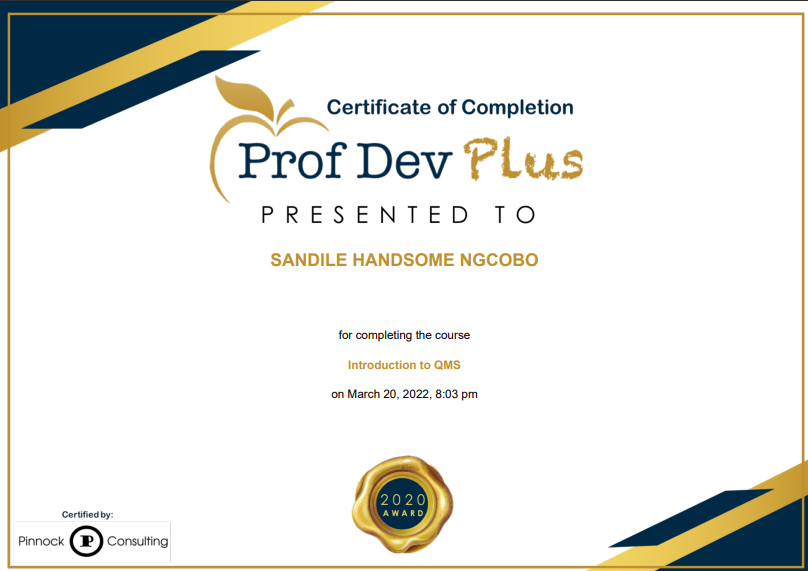 Certificate of Completion
Prof Dev Plus
PRESENTED TO
SANDILE HANDSOME NGCOBO
for completing the course
Introduction to QMS
on March 20, 2022, 8:03 pm
2020
AWARD
Certified by:
Pinnock P Consulting